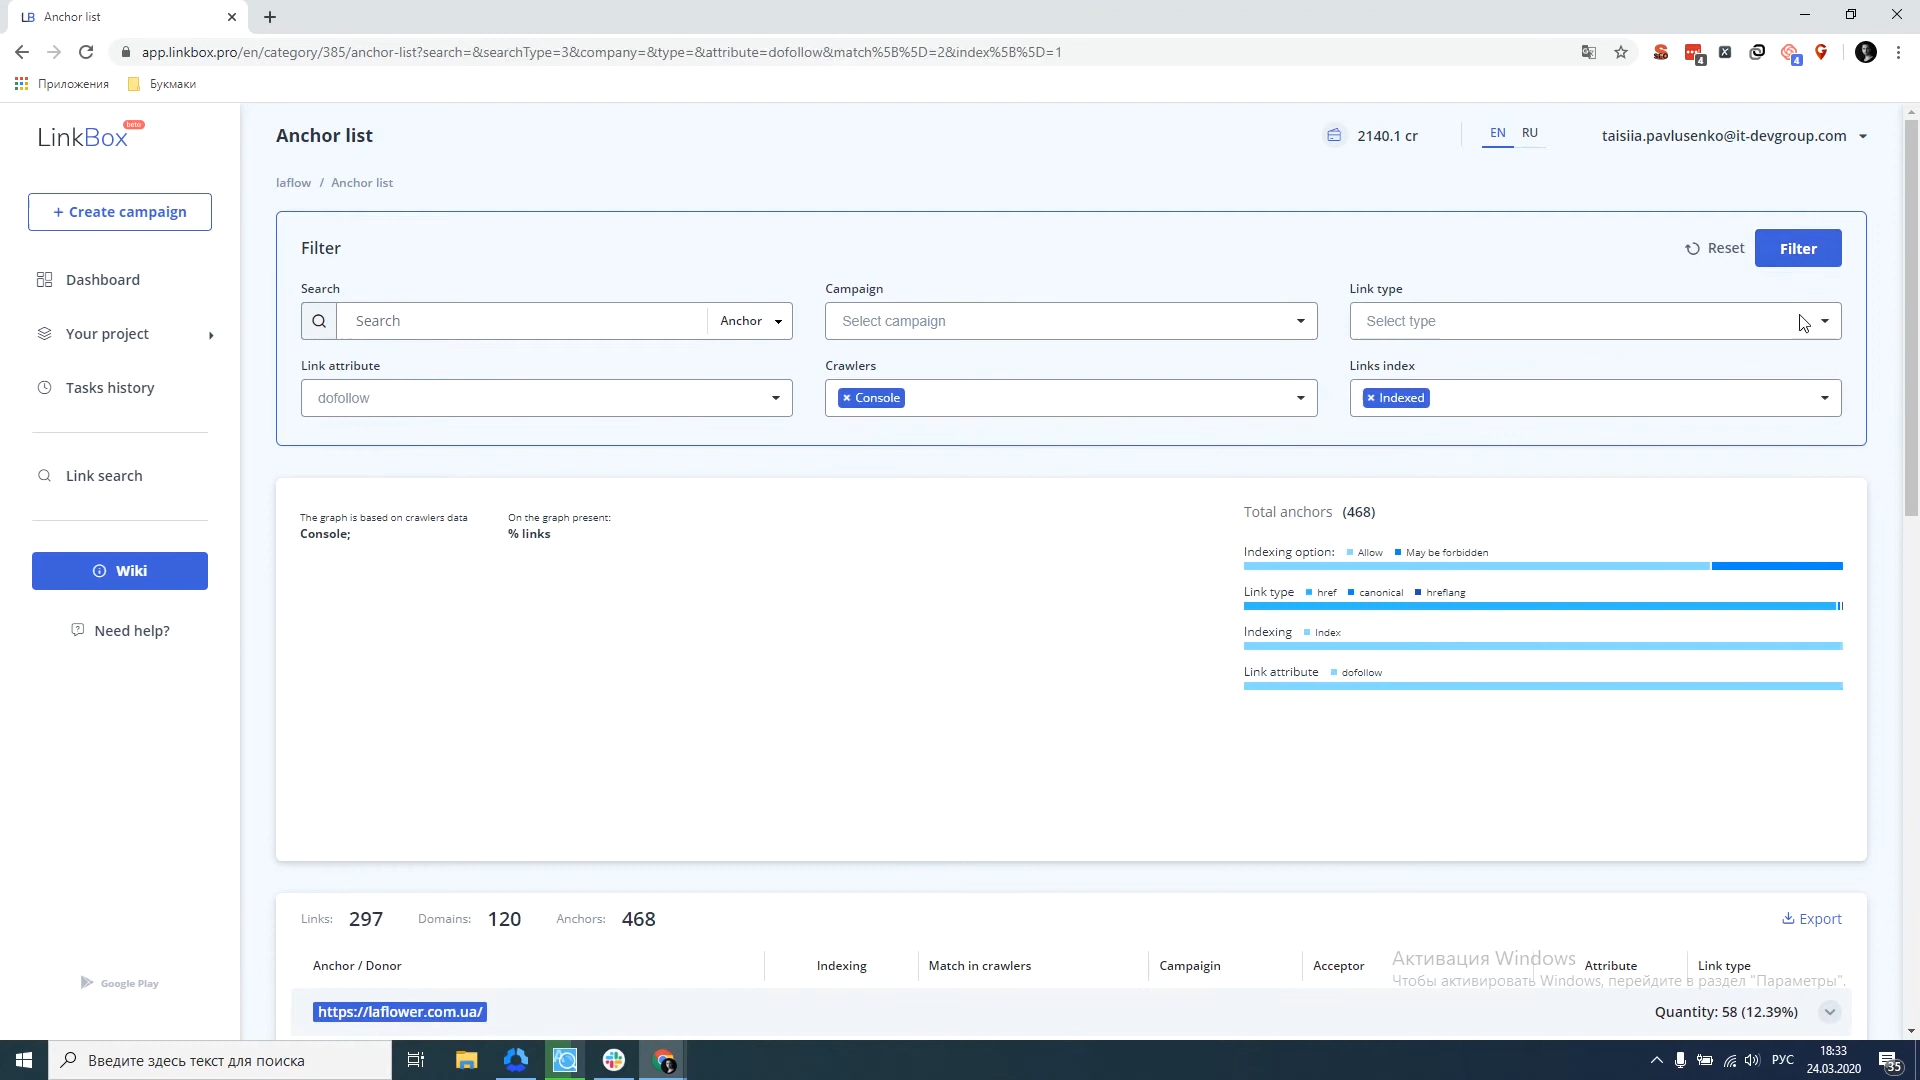 LB Anchor list
app.linkbox.pro/en/category/385/anchor-list?search=&searchType=3&company=&type=&attribute=dofollow&match%5B%5D=2&index%5B%5D=1
SEO
4
X
4
G
Приложения
Букмаки
LinkBox beta
Anchor list
2140.1 cr
EN RU
taisiia.pavlusenko@it-devgroup.com
laflow / Anchor list
+ Create campaign
Dashboard
Your project
Tasks history
Link search
Wiki
Need help?
Google Play
Filter
Reset
Filter
Search
Campaign
Link type
Search
Anchor
Select campaign
Select type
Link attribute
Crawlers
Links index
dofollow
× Console
× Indexed
The graph is based on crawlers data
Console;
On the graph present:
% links
Total anchors (468)
Indexing option: Allow May be forbidden
Link type href canonical hreflang
Indexing Index
Link attribute dofollow
Links: 297 Domains: 120 Anchors: 468
Export
Anchor / Donor Indexing Match in crawlers Campaigin Acceptor Attribute Link type
Активация Windows
Чтобы активировать Windows, перейдите в раздел "Параметры".
https://laflower.com.ua/
Quantity: 58 (12.39%)
Введите здесь текст для поиска
РУС
18:33
24.03.2020
35